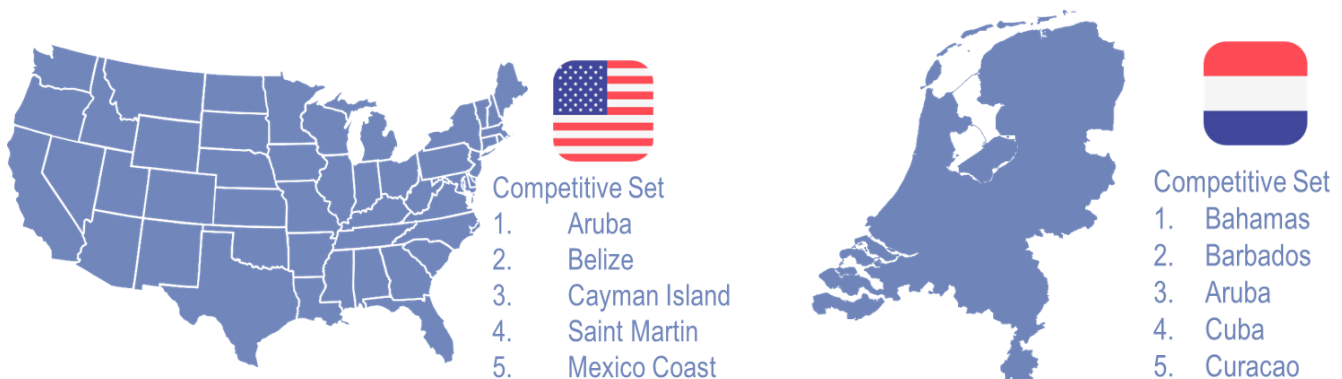 Competitive Set
1. Aruba
2. Belize
3. Cayman Island
4. Saint Martin
5. Mexico Coast
Competitive Set
1. Bahamas
2. Barbados
3. Aruba
4. Cuba
5. Curacao